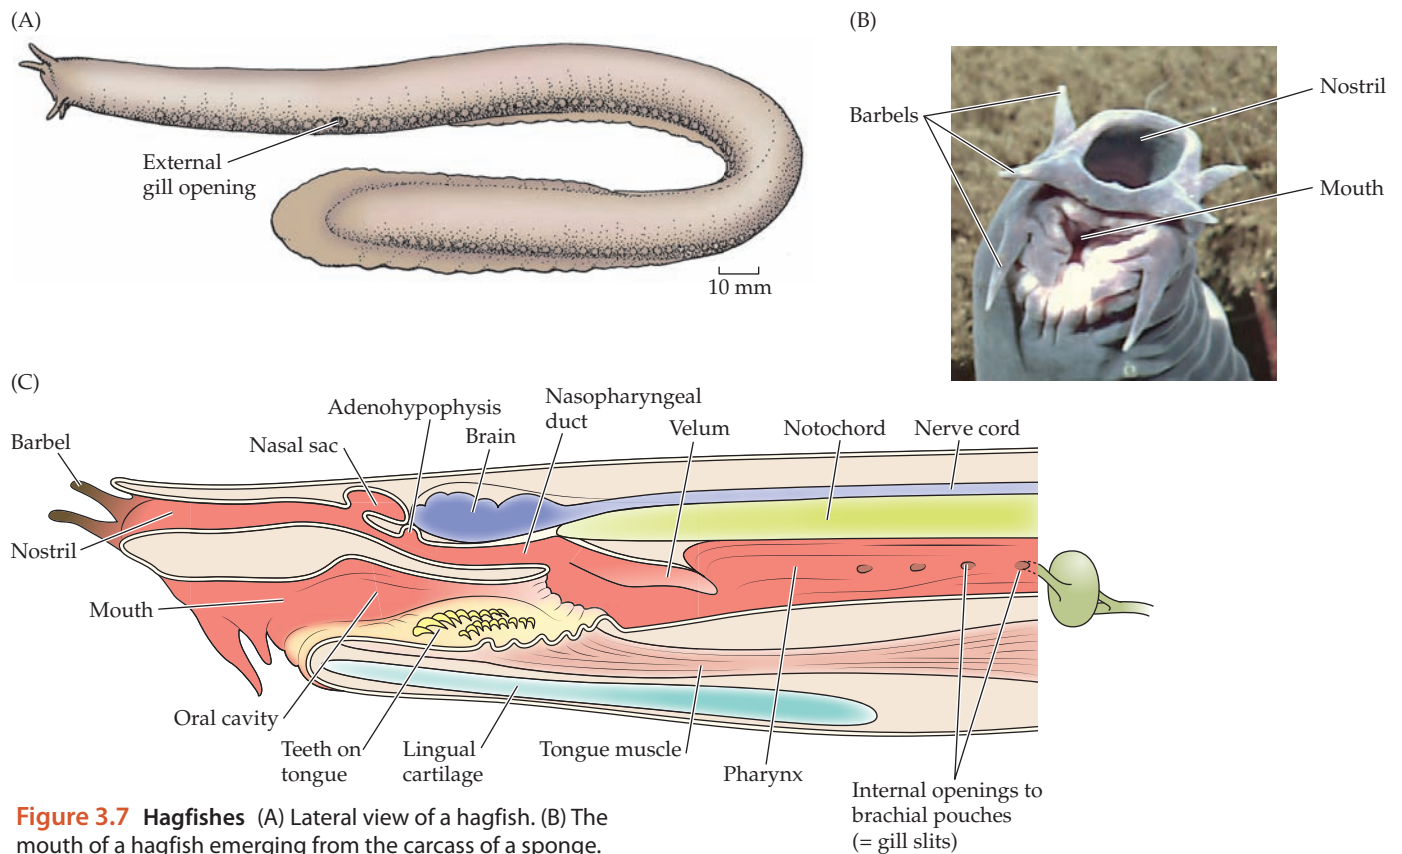 (A)
External
gill opening
10 mm
(B)
Barbels
Nostril
Mouth
(C)
Barbel
Nasal sac
Adenohypophysis
Brain
Nasopharyngeal
duct
Velum
Notochord
Nerve cord
Nostril
Mouth
Oral cavity
Teeth on
tongue
Lingual
cartilage
Tongue muscle
Pharynx
Internal openings to
brachial pouches
(= gill slits)
Figure 3.7 Hagfishes (A) Lateral view of a hagfish. (B) The
mouth of a hagfish emerging from the carcass of a sponge.